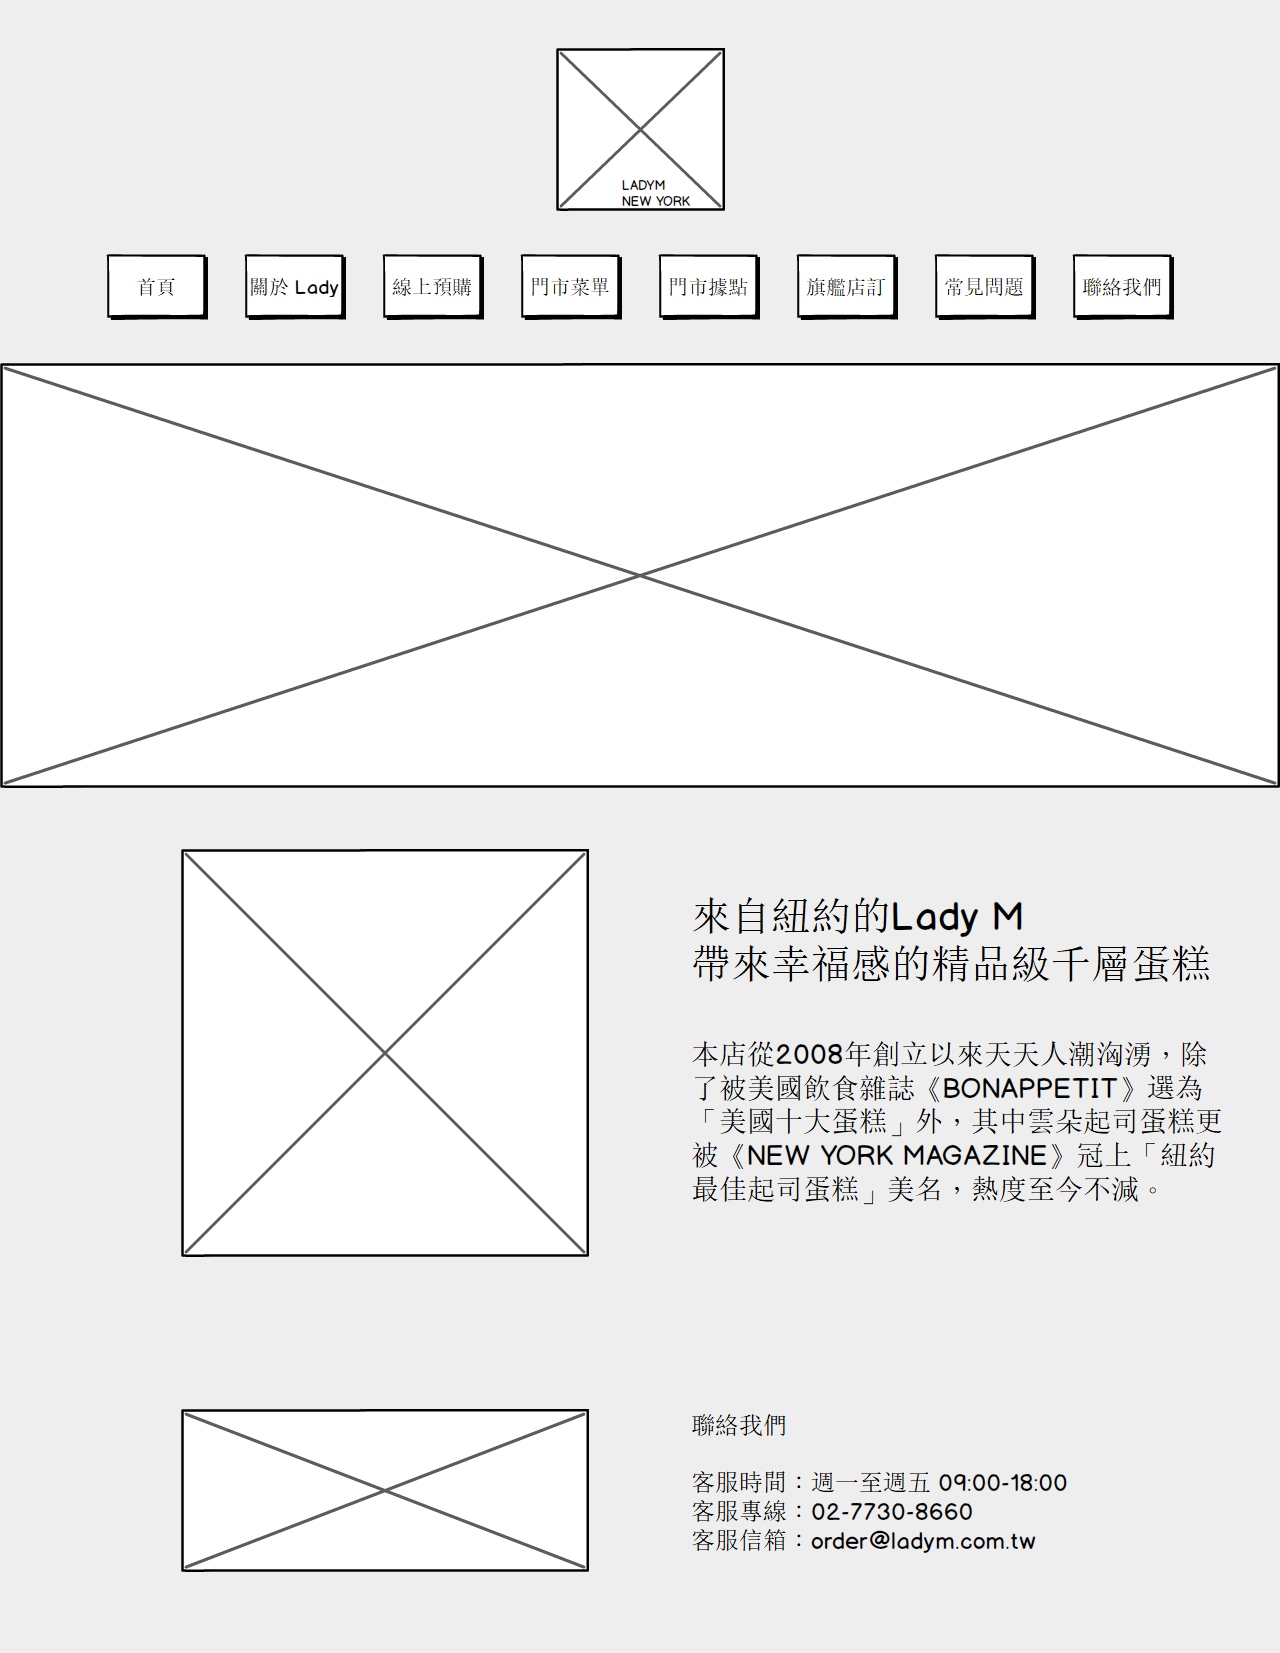 LADYM
NEW YORK
首頁
關於 Lady
線上預購
門市菜單
門市據點
旗艦店訂
常見問題
聯絡我們
來自紐約的Lady M
帶來幸福感的精品級千層蛋糕
本店從2008年創立以來天天人潮洶湧，除
了被美國飲食雜誌《BONAPPETIT》選為
「美國十大蛋糕」外，其中雲朵起司蛋糕更
被《NEW YORK MAGAZINE》冠上「紐約
最佳起司蛋糕」美名，熱度至今不減。
聯絡我們
客服時間：週一至週五 09:00-18:00
客服專線：02-7730-8660
客服信箱：order@ladym.com.tw